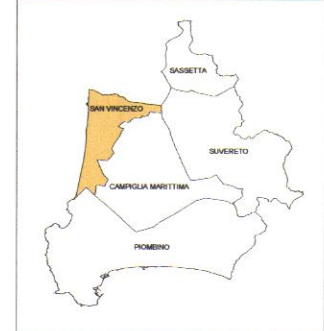 SASSETTA
SAN VINCENZO
SUVERETO
CAMPIGLIA MARITTIMA
PIOMBINO